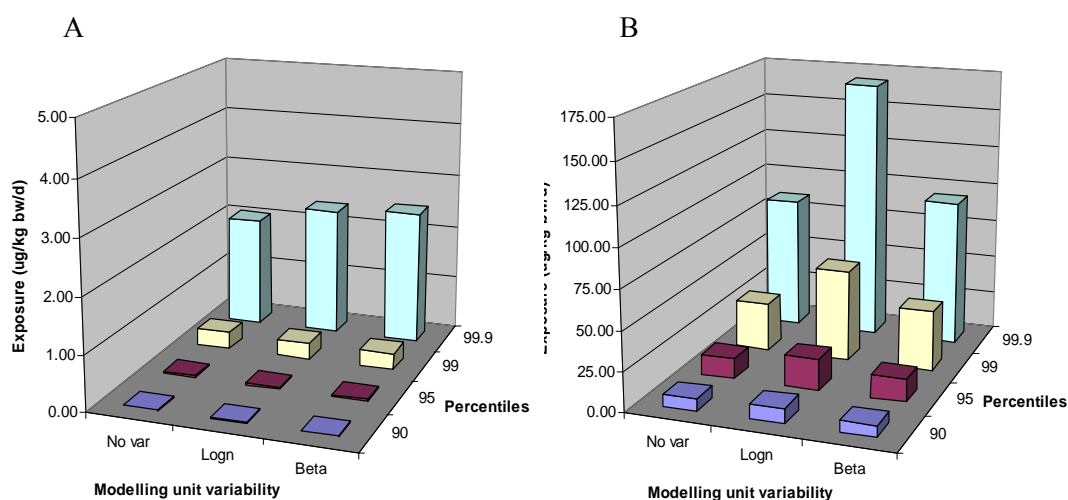 A
5.00
4.00
3.00
2.00
1.00
0.00
Exposure (ug/kg bw/d)
No var
Logn
Beta
Modelling unit variability
90
95
99
99.9
Percentiles
B
175.00
150.00
125.00
100.00
75.00
50.00
25.00
0.00
No var
Logn
Beta
Modelling unit variability
90
95
99
99.9
Percentiles